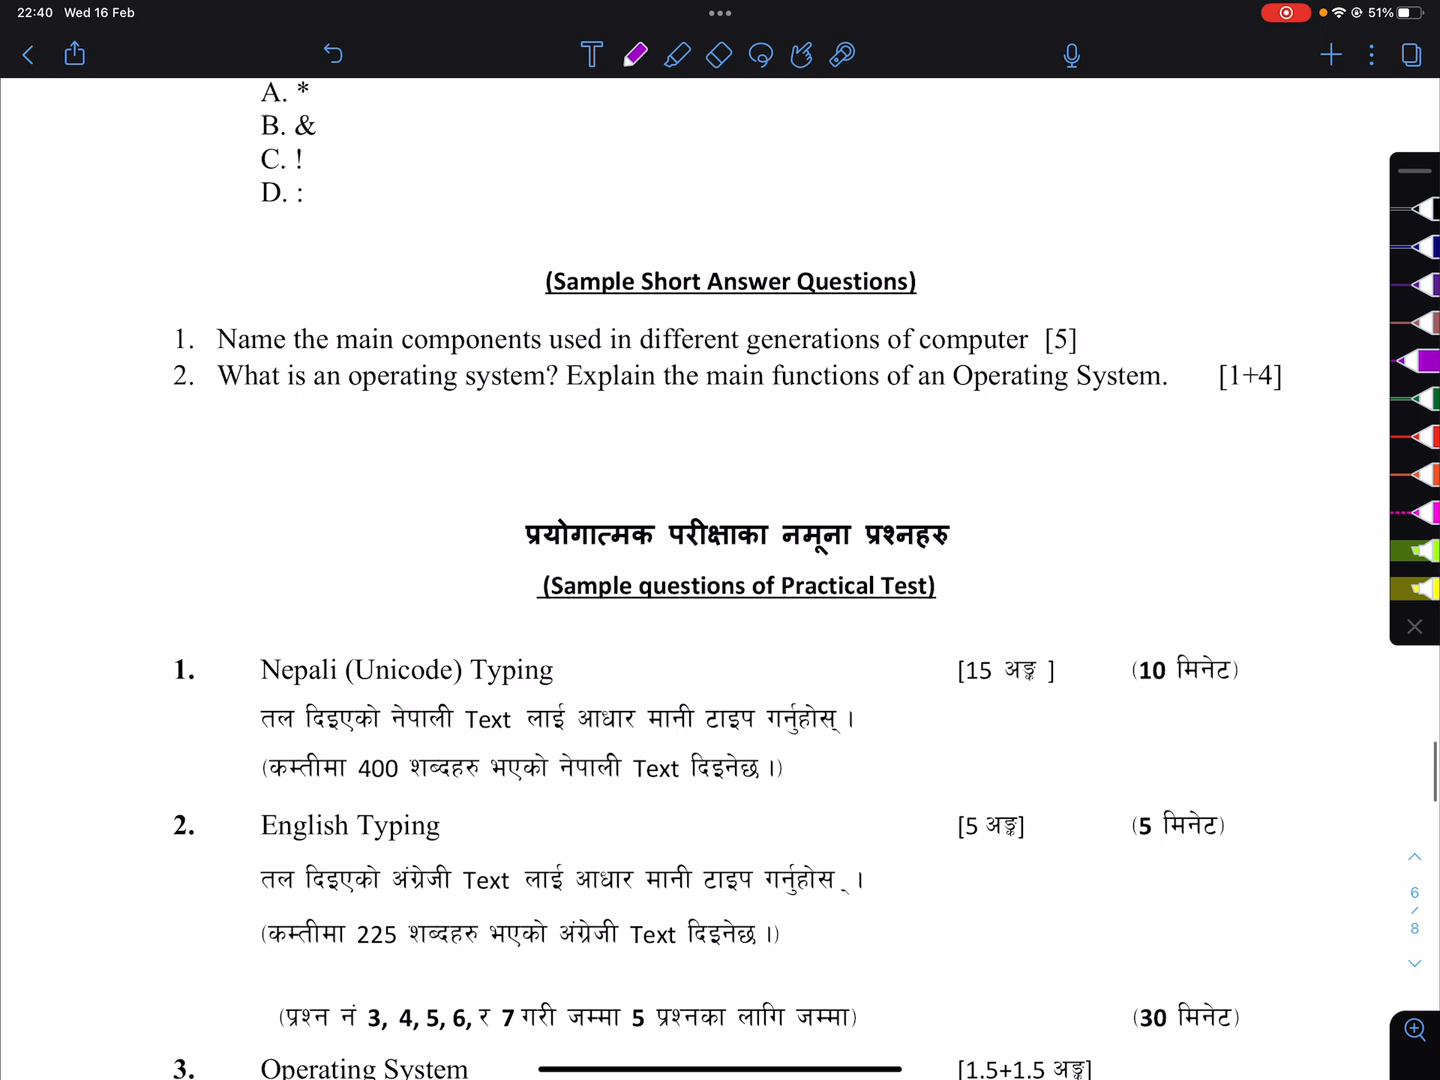 22:40 Wed 16 Feb
51%
A. *
B. &
C. !
D. :
(Sample Short Answer Questions)
1. Name the main components used in different generations of computer [5]
2. What is an operating system? Explain the main functions of an Operating System. [1+4]
प्रयोगात्मक परीक्षाका नमूना प्रश्नहरु
(Sample questions of Practical Test)
1. Nepali (Unicode) Typing [15 अङ्क ] (10 मिनेट)
तल दिइएको नेपाली Text लाई आधार मानी टाइप गर्नुहोस् ।
(कम्तीमा 400 शब्दहरु भएको नेपाली Text दिइनेछ ।)
2. English Typing [5 अङ्क] (5 मिनेट)
तल दिइएको अंग्रेजी Text लाई आधार मानी टाइप गर्नुहोस ् ।
(कम्तीमा 225 शब्दहरु भएको अंग्रेजी Text दिइनेछ ।)
6
/
8
(प्रश्न नं 3, 4, 5, 6, र 7 गरी जम्मा 5 प्रश्नका लागि जम्मा) (30 मिनेट)
3. Operating System [1.5+1.5 अङ्क]